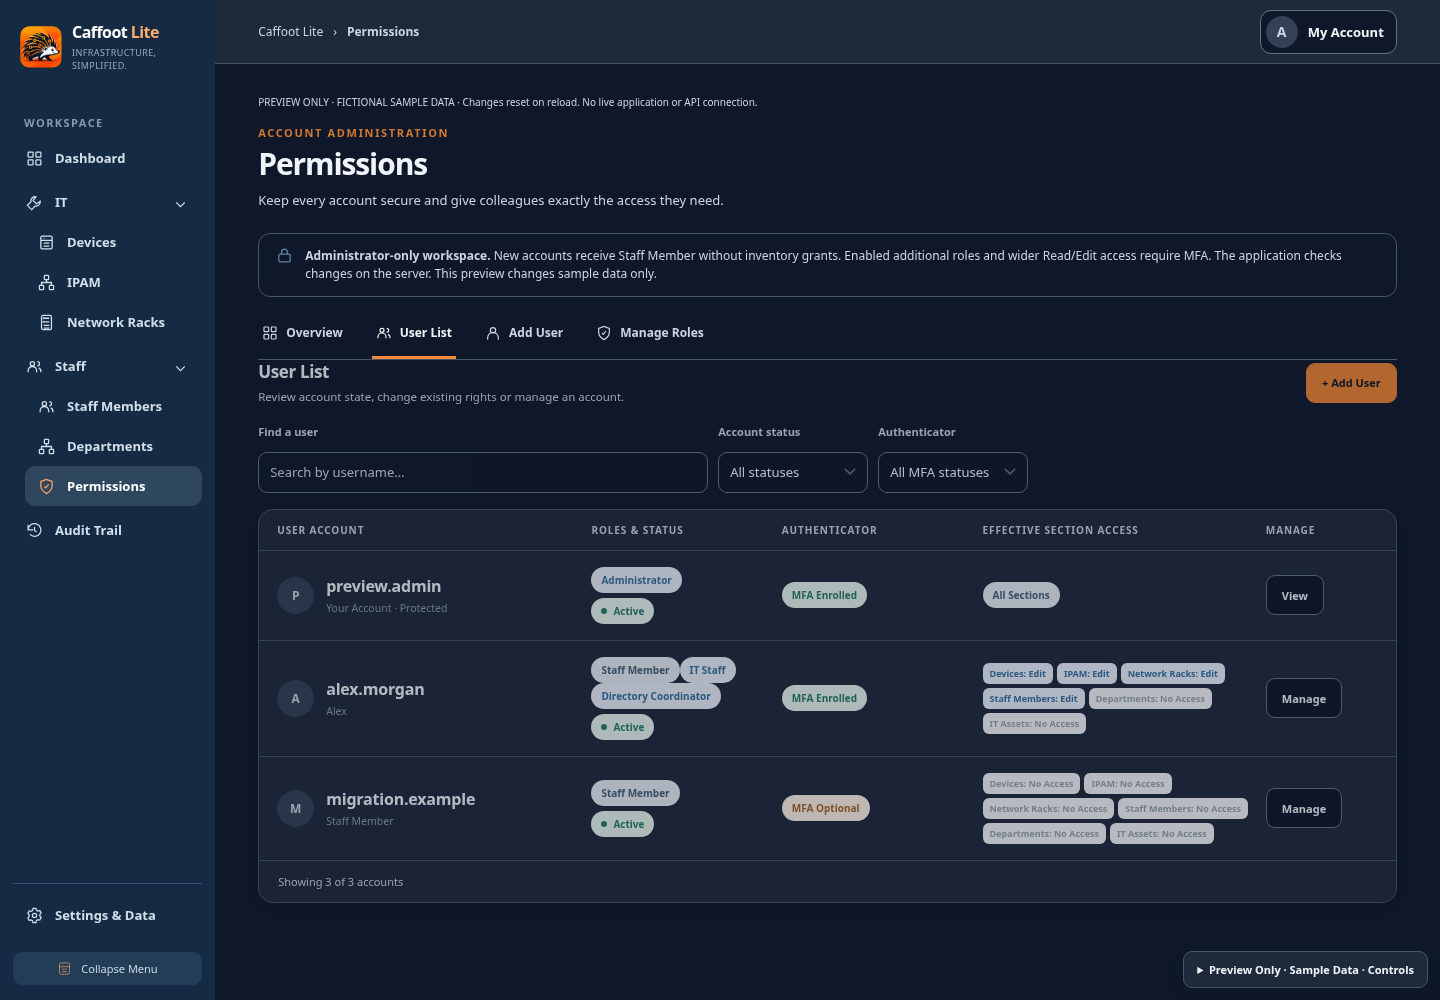 Caffoot Lite
INFRASTRUCTURE,
SIMPLIFIED.
WORKSPACE
Dashboard
IT
Devices
IPAM
Network Racks
Staff
Staff Members
Departments
Permissions
Audit Trail
Settings & Data
Collapse Menu
Caffoot Lite › Permissions
A My Account
PREVIEW ONLY · FICTIONAL SAMPLE DATA · Changes reset on reload. No live application or API connection.
ACCOUNT ADMINISTRATION
Permissions
Keep every account secure and give colleagues exactly the access they need.
Administrator-only workspace. New accounts receive Staff Member without inventory grants. Enabled additional roles and wider Read/Edit access require MFA. The application checks
changes on the server. This preview changes sample data only.
Overview User List Add User Manage Roles
User List
+ Add User
Review account state, change existing rights or manage an account.
Find a user Account status Authenticator
Search by username... All statuses All MFA statuses
USER ACCOUNT ROLES & STATUS AUTHENTICATOR EFFECTIVE SECTION ACCESS MANAGE
P preview.admin
Your Account · Protected
Administrator
Active
MFA Enrolled
All Sections
View
A alex.morgan
Alex
Staff Member IT Staff
Directory Coordinator
Active
MFA Enrolled
Devices: Edit IPAM: Edit Network Racks: Edit
Staff Members: Edit Departments: No Access
IT Assets: No Access
Manage
M migration.example
Staff Member
Staff Member
Active
MFA Optional
Devices: No Access IPAM: No Access
Network Racks: No Access Staff Members: No Access
Departments: No Access IT Assets: No Access
Manage
Showing 3 of 3 accounts
Preview Only · Sample Data · Controls